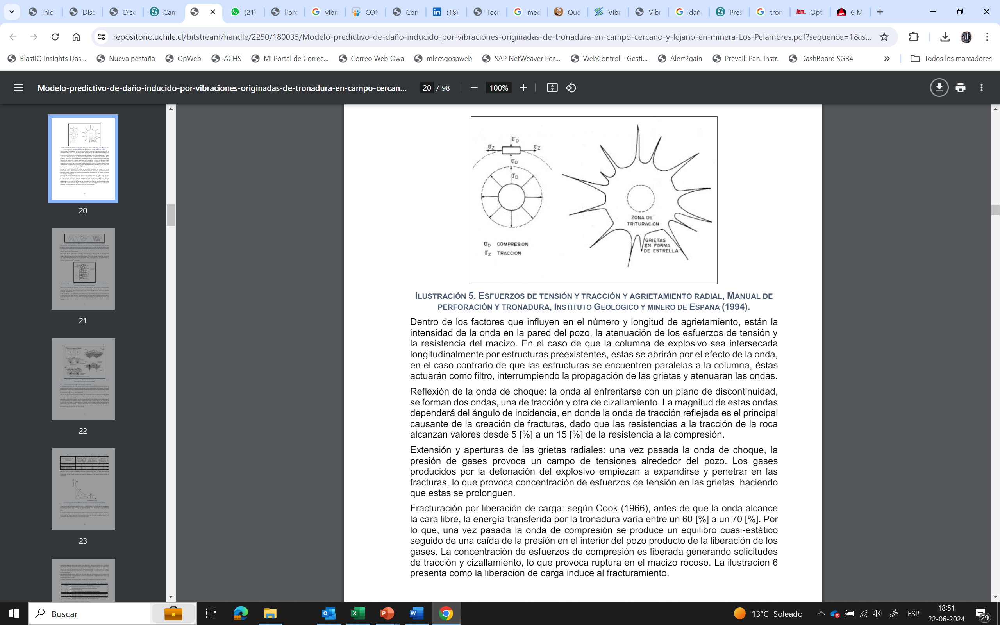 Inici
Dise
Dise
Cam
(21)
libro
vibra
CON
Con
(18)
Tecn
med
Que
Vibr
Vibr
dañ
Pres
tron
Opti
6 M
repositorio.uchile.cl/bitstream/handle/2250/180035/Modelo-predictivo-de-daño-inducido-por-vibraciones-originadas-de-tronadura-en-campo-cercano-y-lejano-en-minera-Los-Pelambres.pdf?sequence=1&is...
BlastIQ Insights Das...
Nueva pestaña
OpWeb
ACHS
Mi Portal de Correc...
Correo Web Owa
mlccsgospweb
SAP NetWeaver Por...
WebControl - Gesti...
Alert2gain
Prevail: Pan. Instr.
DashBoard SGR4
Todos los marcadores
Modelo-predictivo-de-daño-inducido-por-vibraciones-originadas-de-tronadura-en-campo-cercan...
20 / 98
100%
20
21
22
23
σD
σZ
σZ
σD
σD
σD COMPRESION
σZ TRACCION
ZONA DE
TRITURACION
GRIETAS
EN FORMA
DE ESTRELLA
ILUSTRACIÓN 5. ESFUERZOS DE TENSIÓN Y TRACCIÓN Y AGRIETAMIENTO RADIAL, MANUAL DE
PERFORACIÓN Y TRONADURA, INSTITUTO GEOLÓGICO Y MINERO DE ESPAÑA (1994).
Dentro de los factores que influyen en el número y longitud de agrietamiento, están la
intensidad de la onda en la pared del pozo, la atenuación de los esfuerzos de tensión y
la resistencia del macizo. En el caso de que la columna de explosivo sea intersecada
longitudinalmente por estructuras preexistentes, estas se abrirán por el efecto de la onda,
en el caso contrario de que las estructuras se encuentren paralelas a la columna, éstas
actuarán como filtro, interrumpiendo la propagación de las grietas y atenuaran las ondas.
Reflexión de la onda de choque: la onda al enfrentarse con un plano de discontinuidad,
se forman dos ondas, una de tracción y otra de cizallamiento. La magnitud de estas ondas
dependerá del ángulo de incidencia, en donde la onda de tracción reflejada es el principal
causante de la creación de fracturas, dado que las resistencias a la tracción de la roca
alcanzan valores desde 5 [%] a un 15 [%] de la resistencia a la compresión.
Extensión y aperturas de las grietas radiales: una vez pasada la onda de choque, la
presión de gases provoca un campo de tensiones alrededor del pozo. Los gases
producidos por la detonación del explosivo empiezan a expandirse y penetrar en las
fracturas, lo que provoca concentración de esfuerzos de tensión en las grietas, haciendo
que estas se prolonguen.
Fracturación por liberación de carga: según Cook (1966), antes de que la onda alcance
la cara libre, la energía transferida por la tronadura varía entre un 60 [%] a un 70 [%]. Por
lo que, una vez pasada la onda de compresión se produce un equilibro cuasi-estático
seguido de una caída de la presión en el interior del pozo producto de la liberación de los
gases. La concentración de esfuerzos de compresión es liberada generando solicitudes
de tracción y cizallamiento, lo que provoca ruptura en el macizo rocoso. La ilustracion 6
presenta como la liberacion de carga induce al fracturamiento.
Buscar
13°C Soleado
ESP
18:51
22-06-2024
29